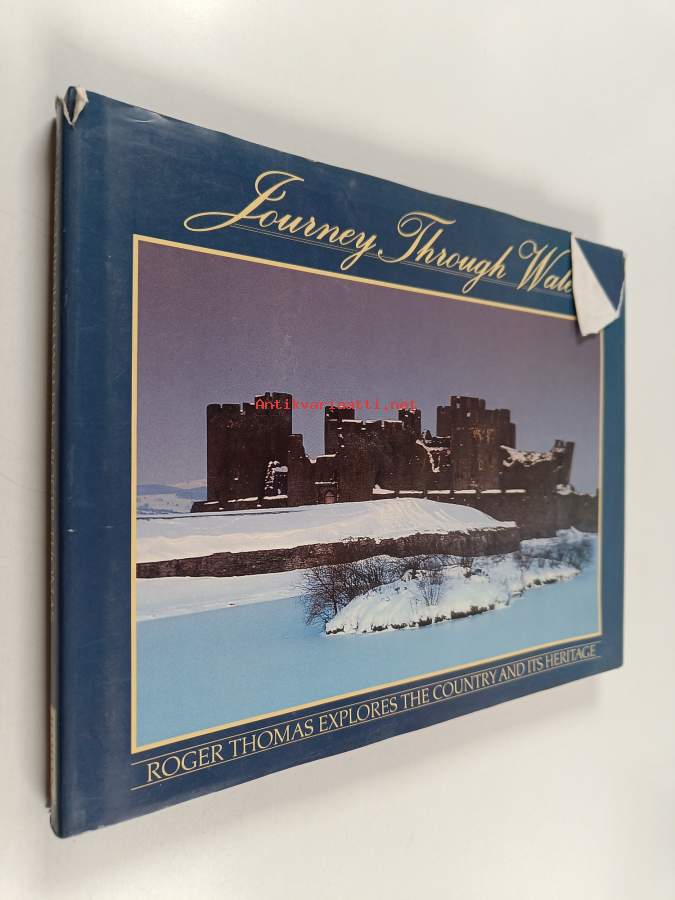 Journey Through Wal
Antikvariaatti.net
ROGER THOMAS EXPLORES THE COUNTRY AND ITS HERITAGE